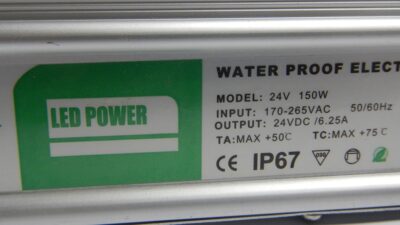 LED POWER
WATER PROOF ELECT
MODEL: 24V 150W
INPUT: 170-265VAC 50/60Hz
OUTPUT: 24VDC /6.25A
TA:MAX +50℃ TC:MAX +75℃
CE IP67